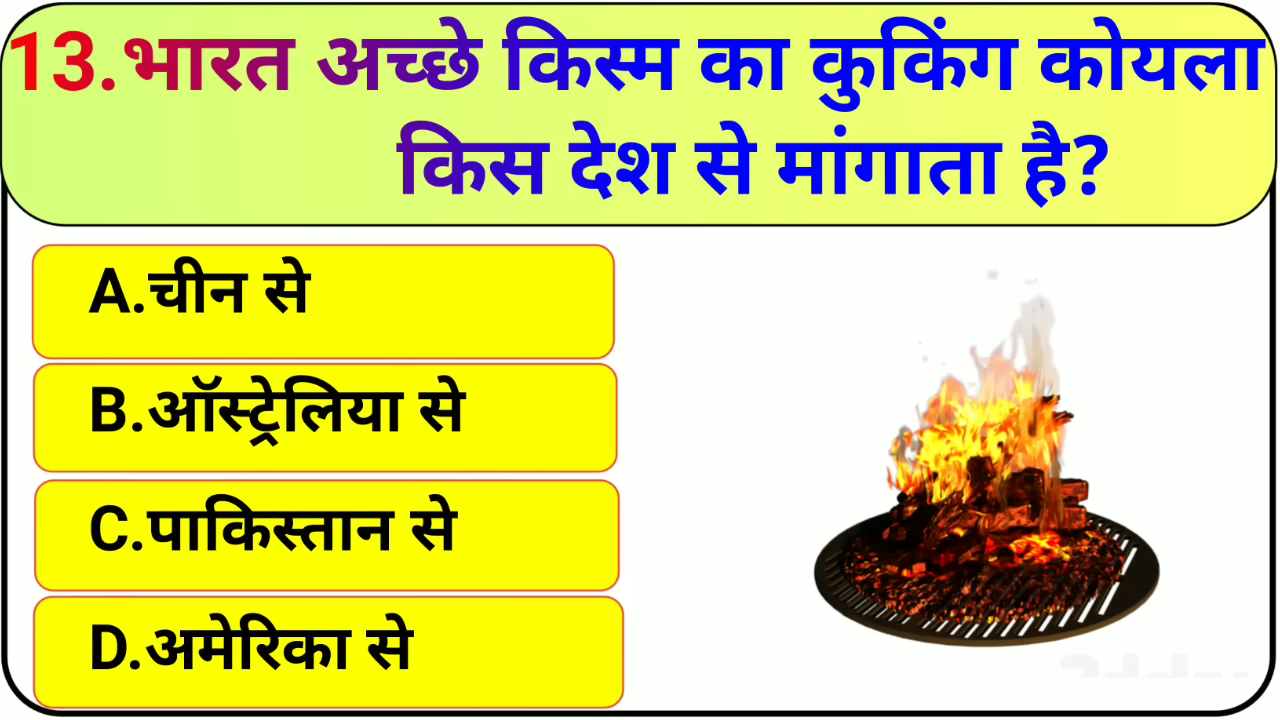 13.भारत अच्छे किस्म का कुकिंग कोयला
किस देश से मांगाता है?
A.चीन से
B.ऑस्ट्रेलिया से
C.पाकिस्तान से
D.अमेरिका से